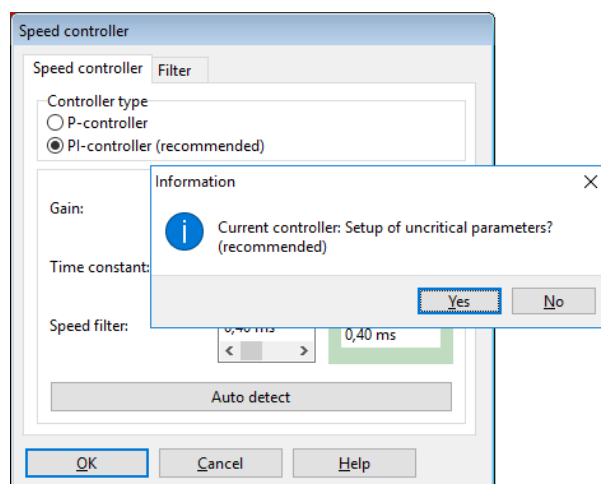 Speed controller
Speed controller
Filter
Controller type
P-controller
PI-controller (recommended)
Information
Current controller: Setup of uncritical parameters?
(recommended)
Yes
No
Gain:
Time constant:
Speed filter:
0,40 ms
0,40 ms
Auto detect
OK
Cancel
Help